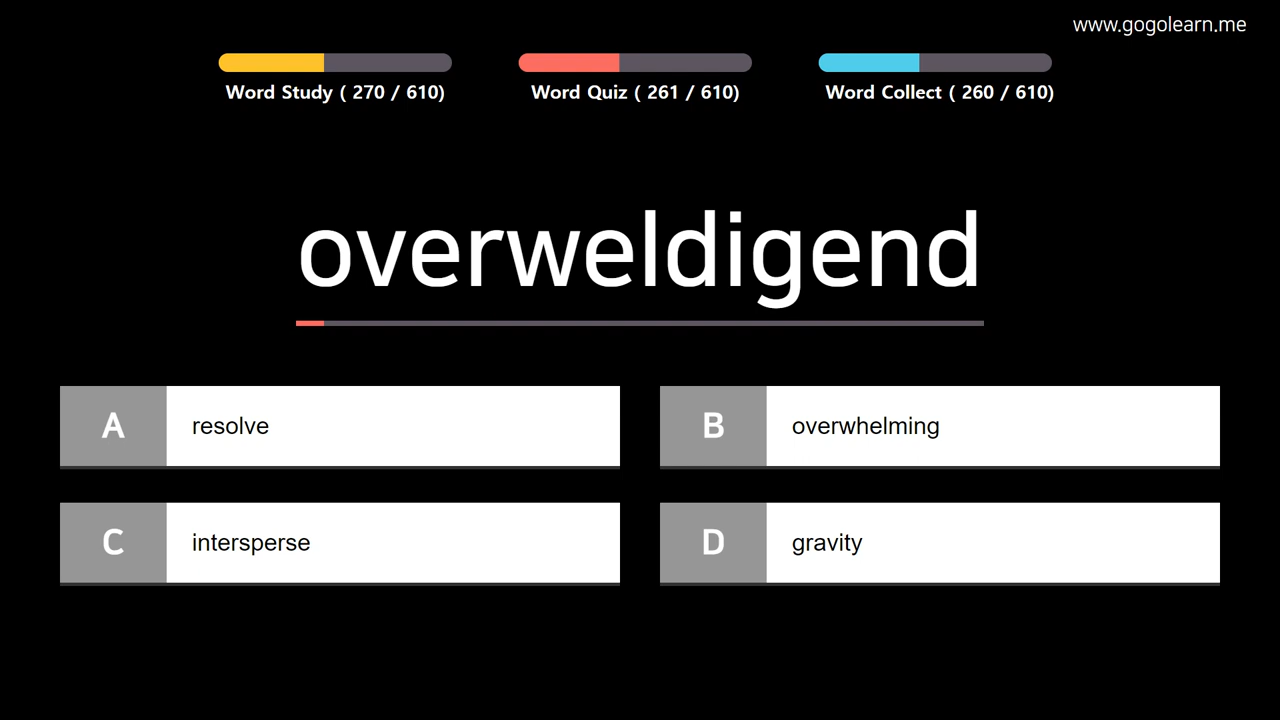 www.gogolearn.me
Word Study ( 270 / 610)
Word Quiz ( 261 / 610)
Word Collect ( 260 / 610)
overweldigend
A resolve
B overwhelming
C intersperse
D gravity